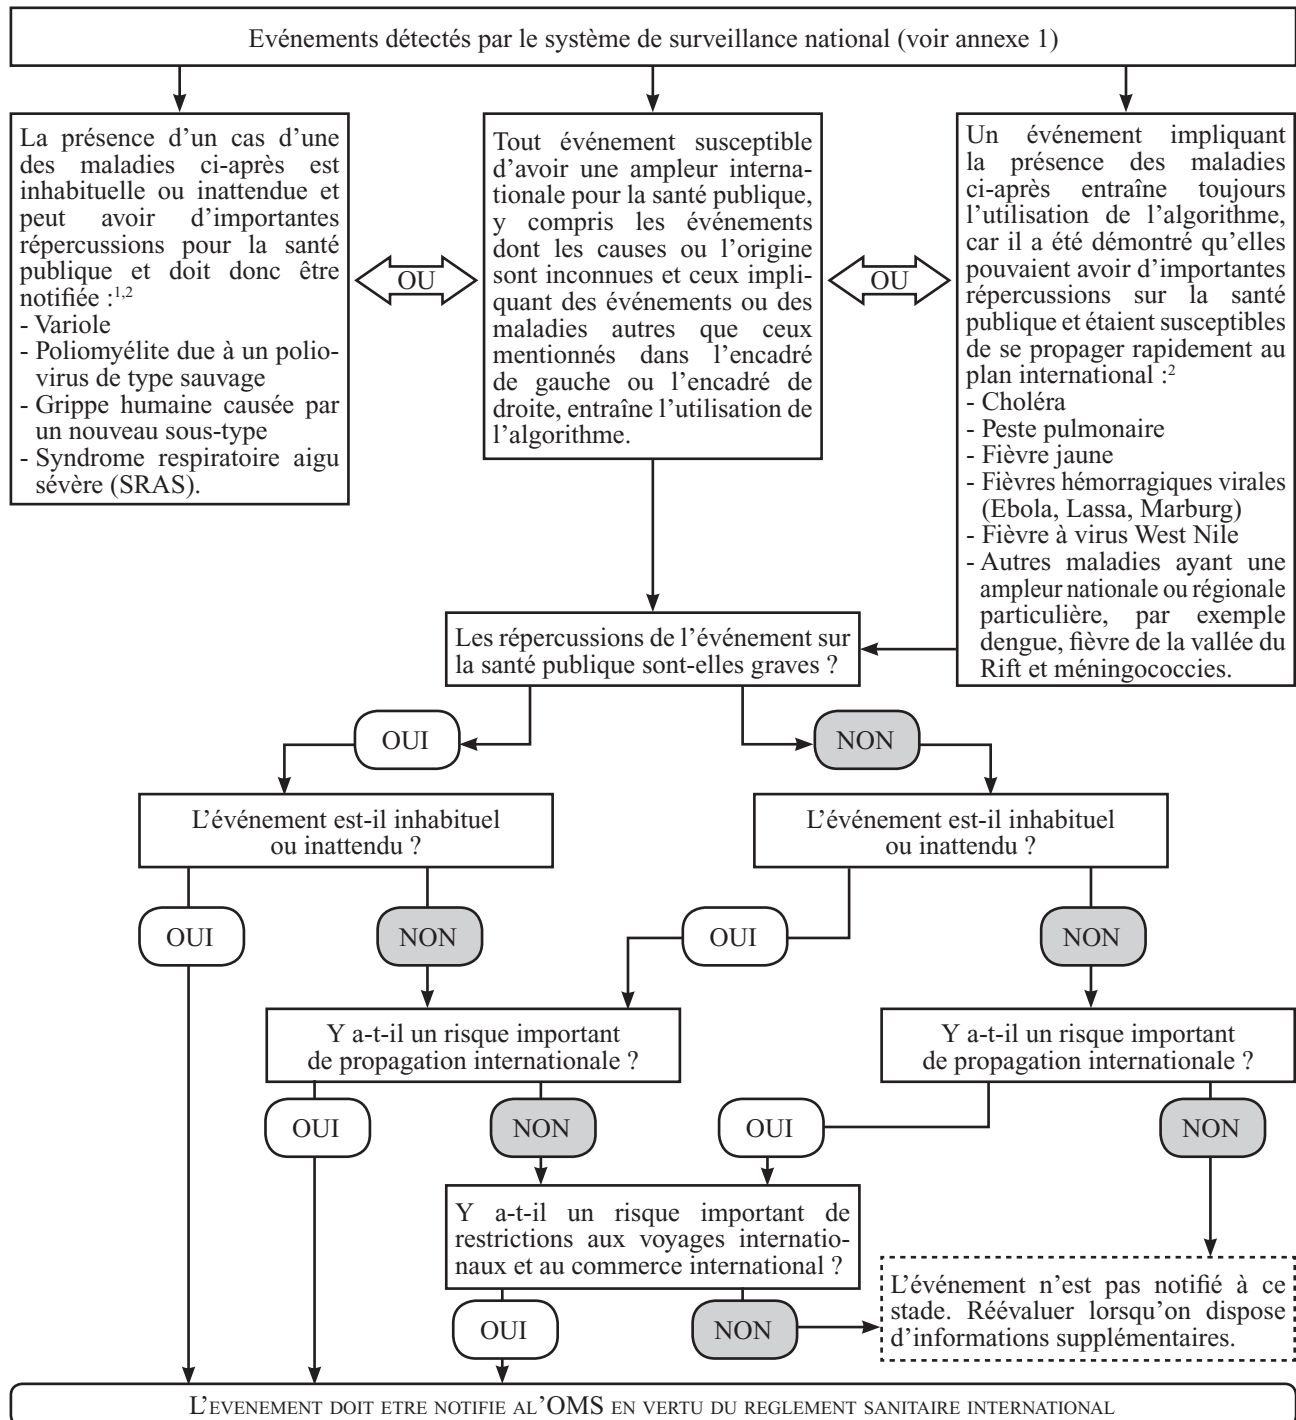 Evénements détectés par le système de surveillance national (voir annexe 1)
La présence d'un cas d'une
des maladies ci-après est
inhabituelle ou inattendue et
peut avoir d'importantes
répercussions pour la santé
publique et doit donc être
notifiée :1,2
- Variole
- Poliomyélite due à un polio-
virus de type sauvage
- Grippe humaine causée par
un nouveau sous-type
- Syndrome respiratoire aigu
sévère (SRAS).
OU
Tout événement susceptible
d'avoir une ampleur interna-
tionale pour la santé publique,
y compris les événements
dont les causes ou l'origine
sont inconnues et ceux impli-
quant des événements ou des
maladies autres que ceux
mentionnés dans l'encadré
de gauche ou l'encadré de
droite, entraîne l'utilisation de
l'algorithme.
OU
Un événement impliquant
la présence des maladies
ci-après entraîne toujours
l'utilisation de l'algorithme,
car il a été démontré qu'elles
pouvaient avoir d'importantes
répercussions sur la santé
publique et étaient susceptibles
de se propager rapidement au
plan international :2
- Choléra
- Peste pulmonaire
- Fièvre jaune
- Fièvres hémorragiques virales
(Ebola, Lassa, Marburg)
- Fièvre à virus West Nile
- Autres maladies ayant une
ampleur nationale ou régionale
particulière, par exemple
dengue, fièvre de la vallée du
Rift et méningococcies.
Les répercussions de l'événement sur
la santé publique sont-elles graves ?
OUI
NON
L'événement est-il inhabituel
ou inattendu ?
L'événement est-il inhabituel
ou inattendu ?
OUI
NON
OUI
NON
Y a-t-il un risque important
de propagation internationale ?
Y a-t-il un risque important
de propagation internationale ?
OUI
NON
OUI
NON
Y a-t-il un risque important de
restrictions aux voyages internatio-
naux et au commerce international ?
L'événement n'est pas notifié à ce
stade. Réévaluer lorsqu'on dispose
d'informations supplémentaires.
OUI
NON
L'EVENEMENT DOIT ETRE NOTIFIE AL'OMS EN VERTU DU REGLEMENT SANITAIRE INTERNATIONAL